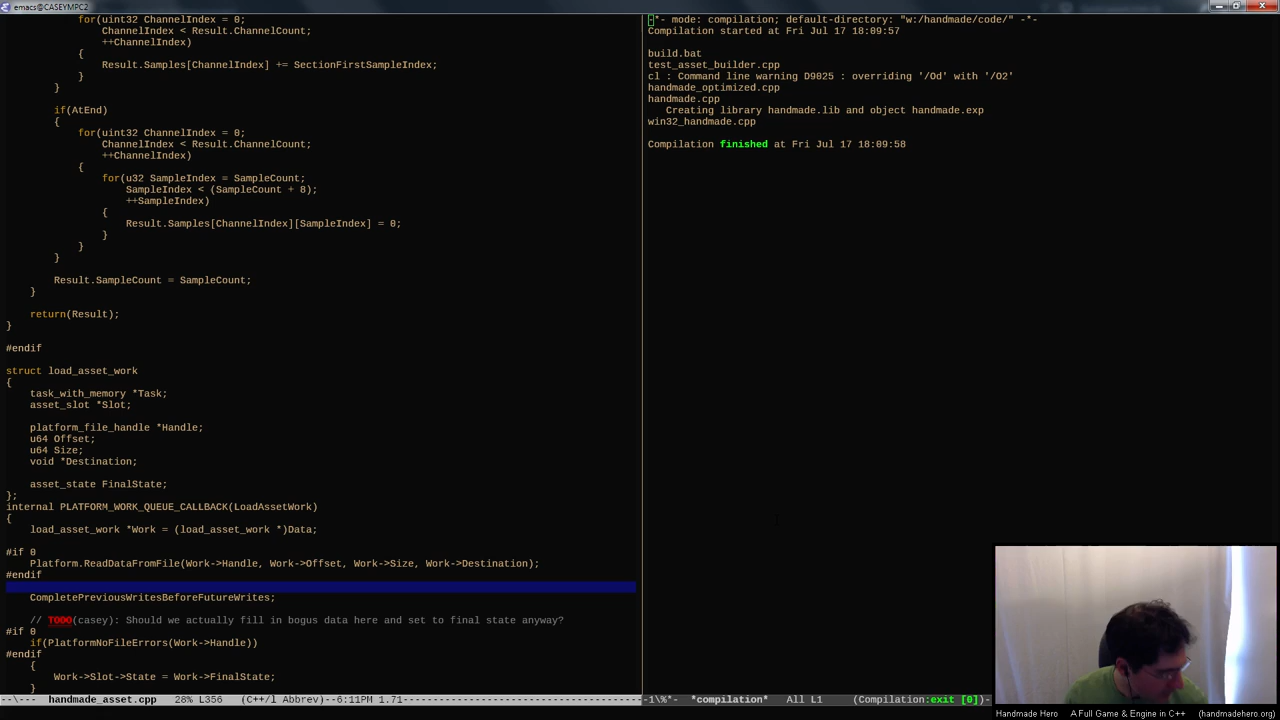 emacs@CASEYMPC2
for(uint32 ChannelIndex = 0;
ChannelIndex < Result.ChannelCount;
++ChannelIndex)
{
Result.Samples[ChannelIndex] += SectionFirstSampleIndex;
}
}
if(AtEnd)
{
for(uint32 ChannelIndex = 0;
ChannelIndex < Result.ChannelCount;
++ChannelIndex)
{
for(u32 SampleIndex = SampleCount;
SampleIndex < (SampleCount + 8);
++SampleIndex)
{
Result.Samples[ChannelIndex][SampleIndex] = 0;
}
}
}
Result.SampleCount = SampleCount;
}
return(Result);
}
#endif
struct load_asset_work
{
task_with_memory *Task;
asset_slot *Slot;
platform_file_handle *Handle;
u64 Offset;
u64 Size;
void *Destination;
asset_state FinalState;
};
internal PLATFORM_WORK_QUEUE_CALLBACK(LoadAssetWork)
{
load_asset_work *Work = (load_asset_work *)Data;
#if 0
Platform.ReadDataFromFile(Work->Handle, Work->Offset, Work->Size, Work->Destination);
#endif
CompletePreviousWritesBeforeFutureWrites;
// TODO(casey): Should we actually fill in bogus data here and set to final state anyway?
#if 0
if(PlatformNoFileErrors(Work->Handle))
#endif
{
Work->Slot->State = Work->FinalState;
}
--\---- handmade_asset.cpp 28% L356 (C++/l Abbrev)--6:11PM 1.71
-*- mode: compilation; default-directory: "w:/handmade/code/" -*-
Compilation started at Fri Jul 17 18:09:57
build.bat
test_asset_builder.cpp
cl : Command line warning D9025 : overriding '/Od' with '/O2'
handmade_optimized.cpp
handmade.cpp
Creating library handmade.lib and object handmade.exp
win32_handmade.cpp
Compilation finished at Fri Jul 17 18:09:58
-1\%*- *compilation* All L1 (Compilation:exit [0])-
Handmade Hero A Full Game & Engine in C++ (handmadehero.org)